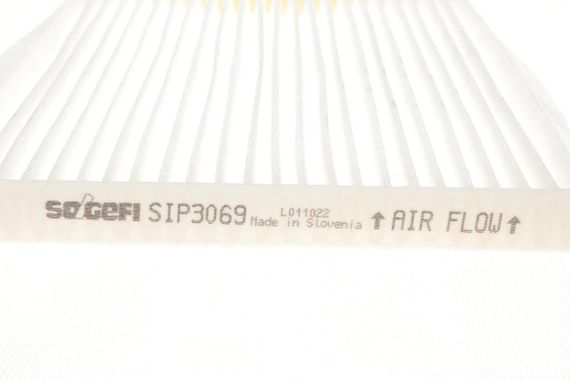 SOGEFI SIP3069 L011022 ↑ AIR FLOW ↑
Made in Slovenia